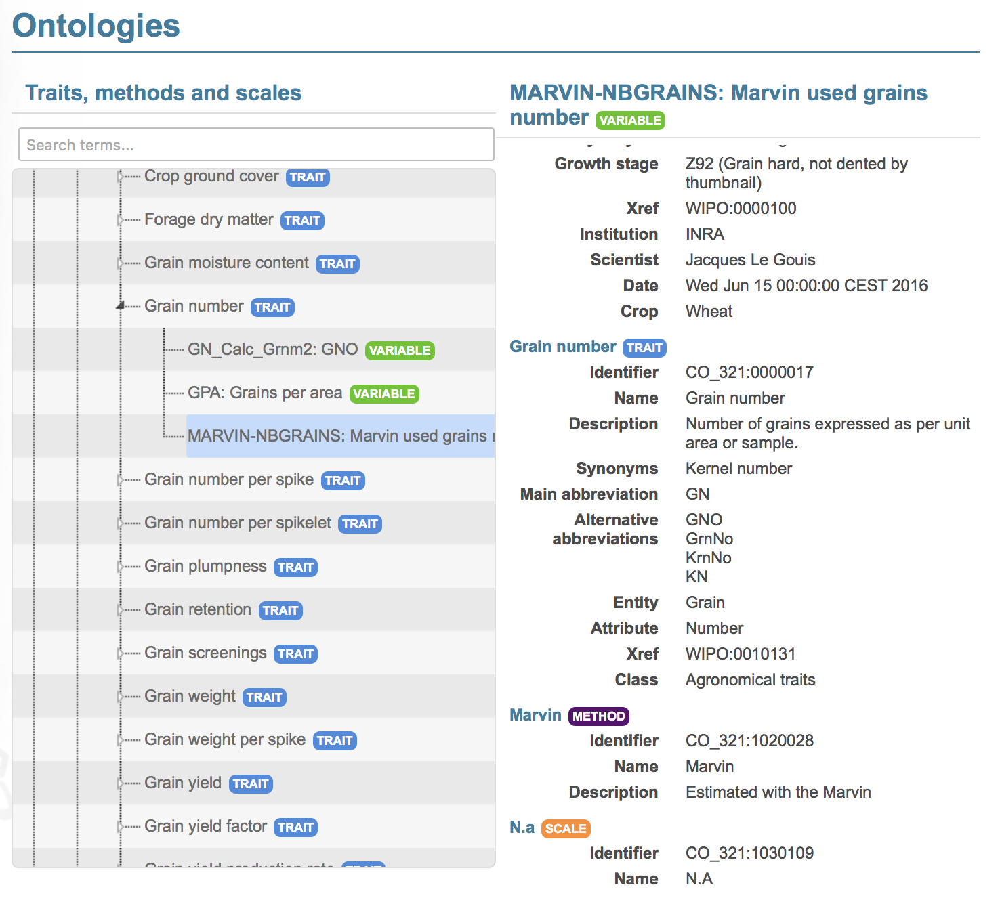 Ontologies
Traits, methods and scales
Search terms...
Crop ground cover TRAIT
Forage dry matter TRAIT
Grain moisture content TRAIT
Grain number TRAIT
GN_Calc_Grnm2: GNO VARIABLE
GPA: Grains per area VARIABLE
MARVIN-NBGRAINS: Marvin used grains
Grain number per spike TRAIT
Grain number per spikelet TRAIT
Grain plumpness TRAIT
Grain retention TRAIT
Grain screenings TRAIT
Grain weight TRAIT
Grain weight per spike TRAIT
Grain yield TRAIT
Grain yield factor TRAIT
Grain yield production rate TRAIT
MARVIN-NBGRAINS: Marvin used grains
number VARIABLE
Growth stage Z92 (Grain hard, not dented by
thumbnail)
Xref WIPO:0000100
Institution INRA
Scientist Jacques Le Gouis
Date Wed Jun 15 00:00:00 CEST 2016
Crop Wheat
Grain number TRAIT
Identifier CO_321:0000017
Name Grain number
Description Number of grains expressed as per unit
area or sample.
Synonyms Kernel number
Main abbreviation GN
Alternative GNO
abbreviations GrnNo
KrnNo
KN
Entity Grain
Attribute Number
Xref WIPO:0010131
Class Agronomical traits
Marvin METHOD
Identifier CO_321:1020028
Name Marvin
Description Estimated with the Marvin
N.a SCALE
Identifier CO_321:1030109
Name N.A